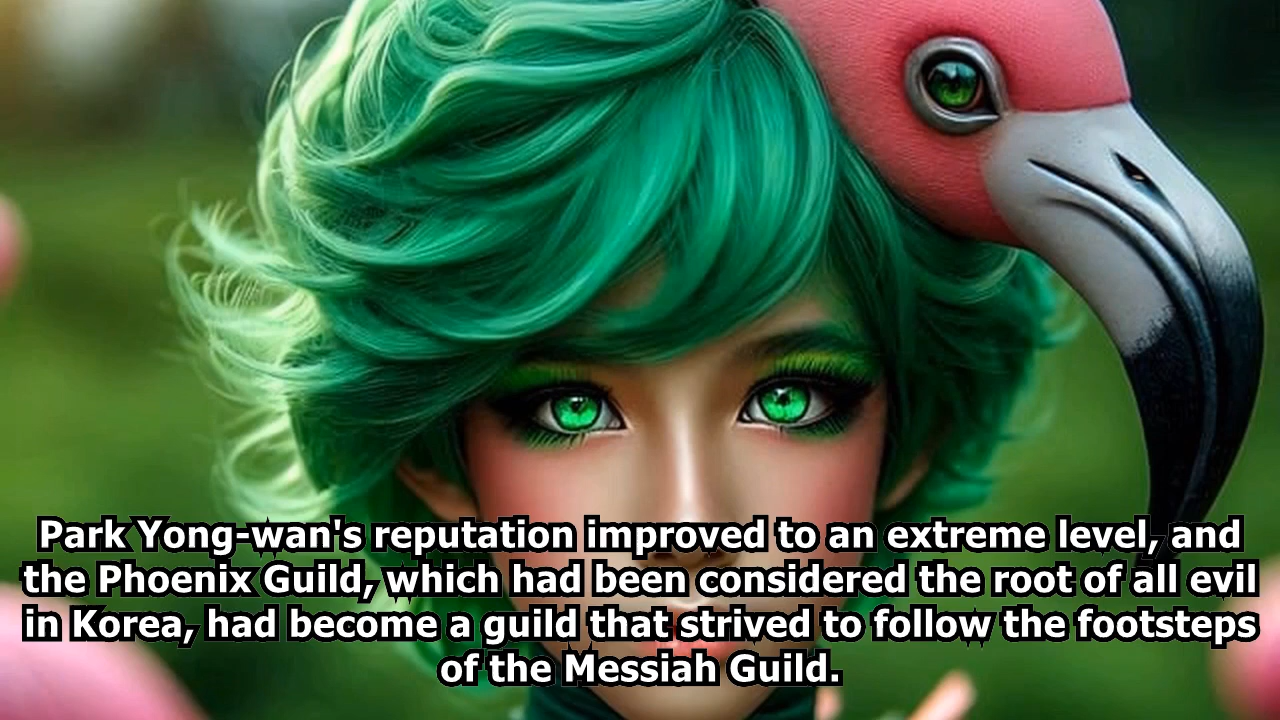 Park Yong-wan's reputation improved to an extreme level, and
the Phoenix Guild, which had been considered the root of all evil
in Korea, had become a guild that strived to follow the footsteps
of the Messiah Guild.